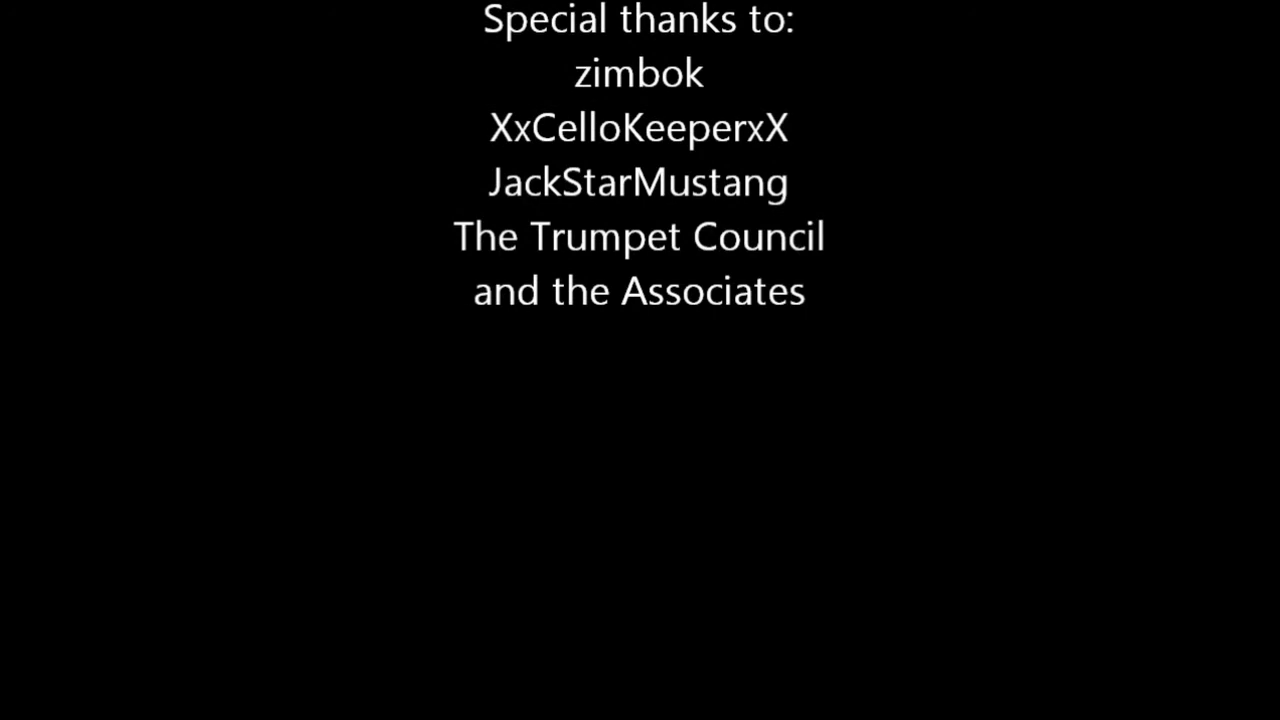 Special thanks to:
zimbok
XxCelloKeeperxX
JackStarMustang
The Trumpet Council
and the Associates